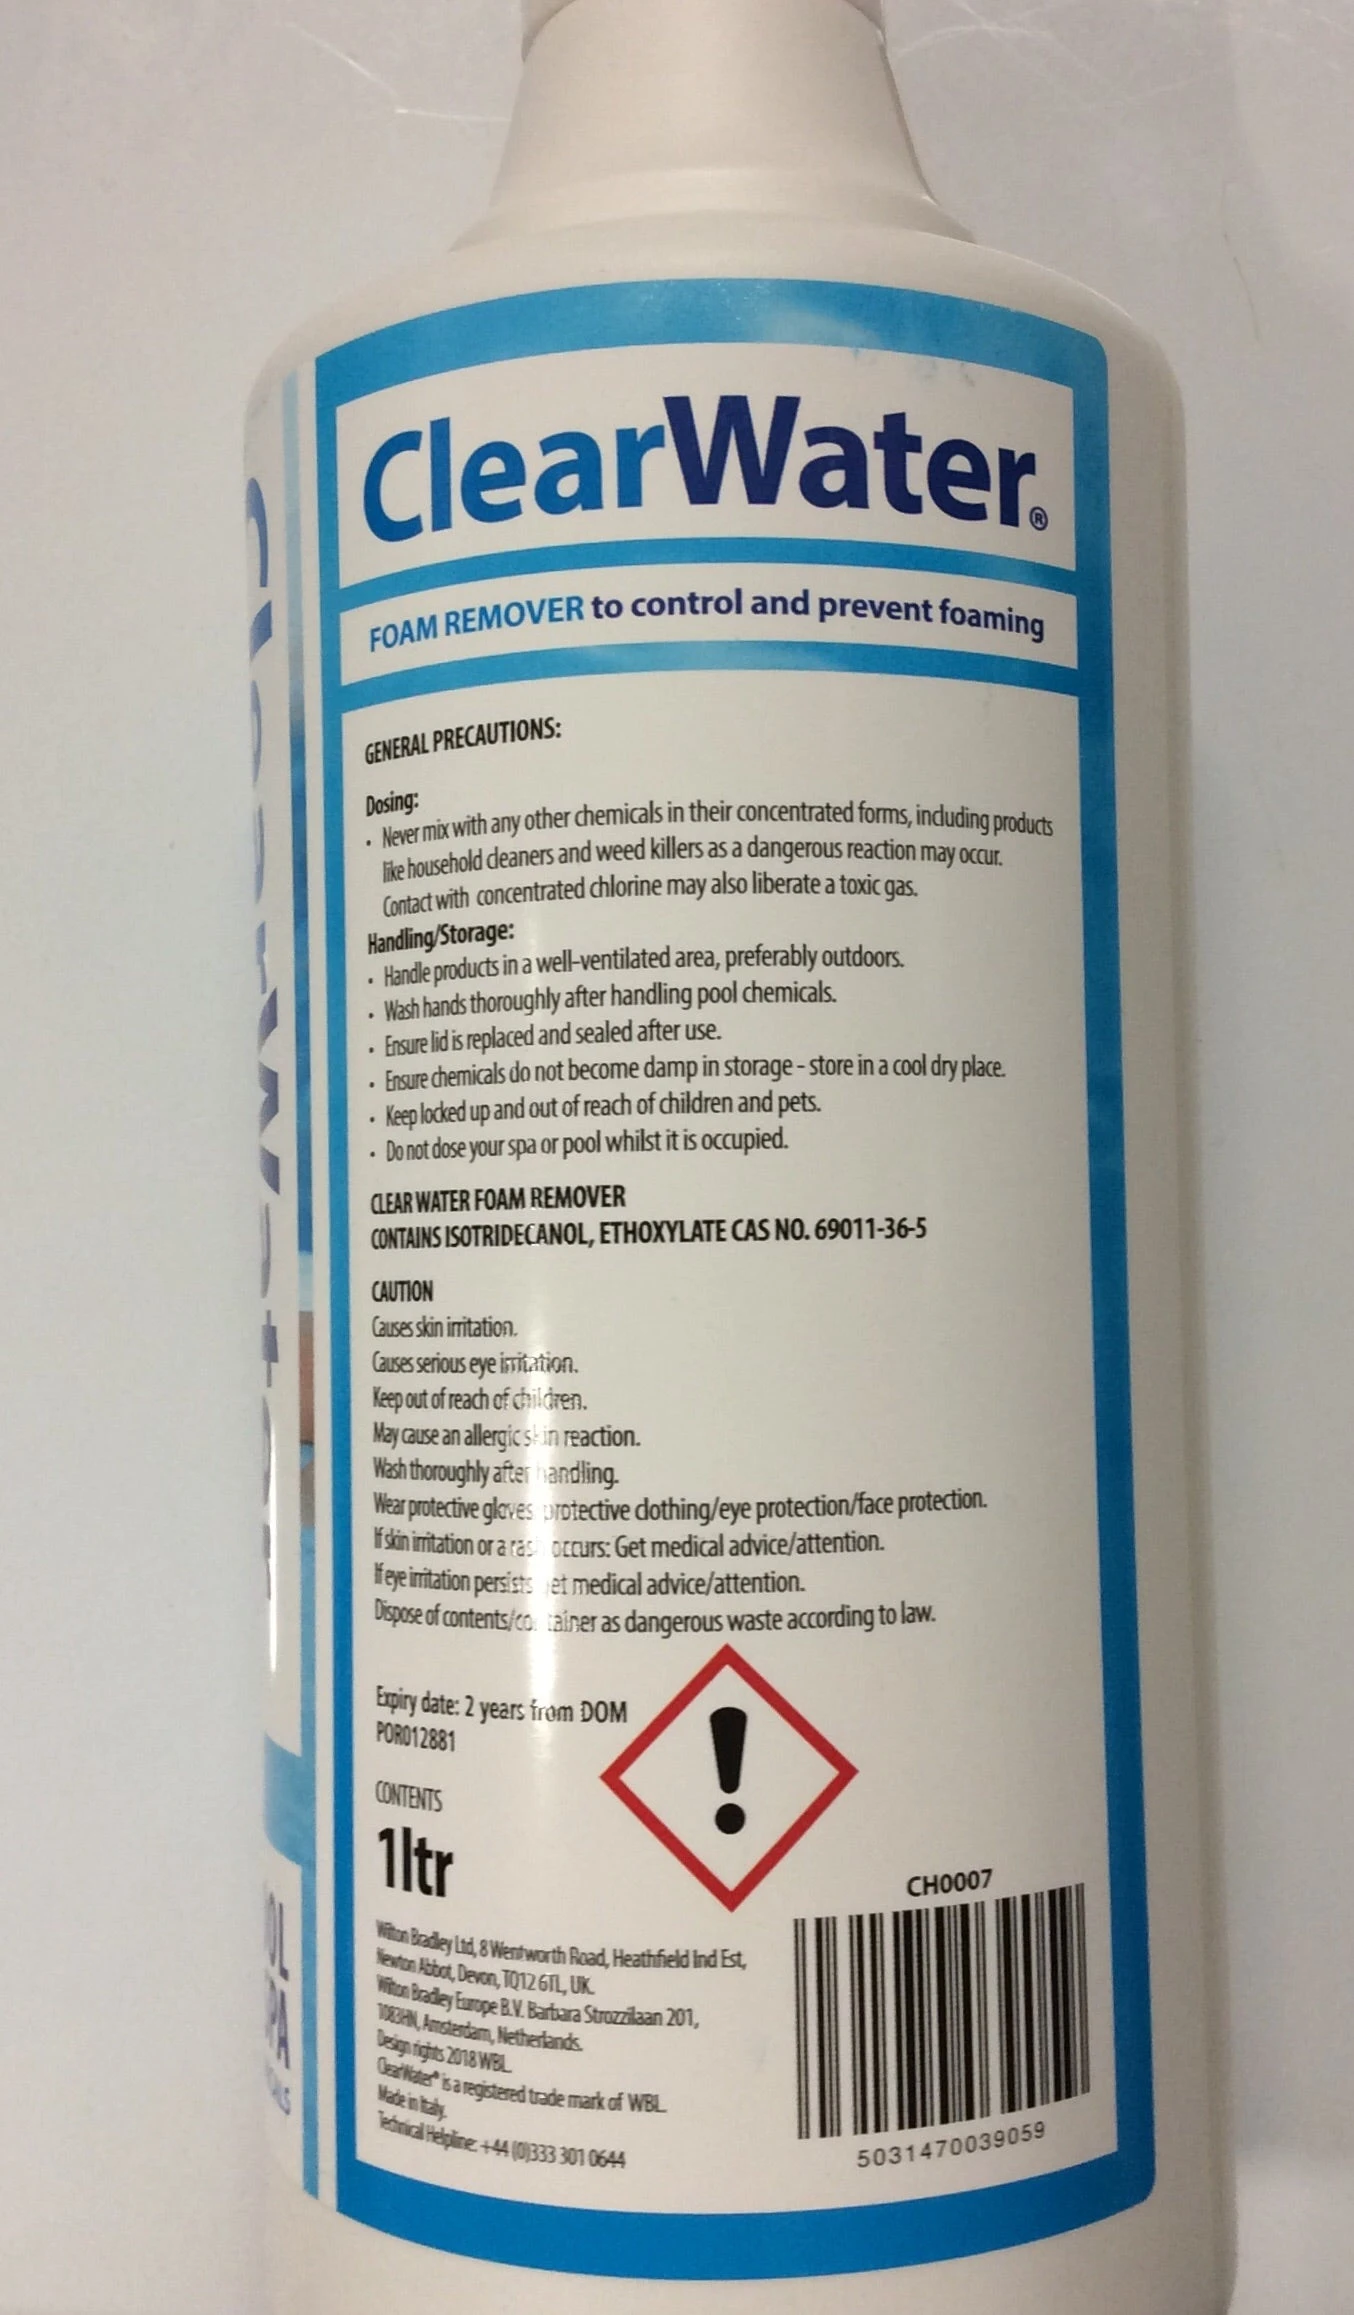 ClearWater®
FOAM REMOVER to control and prevent foaming
GENERAL PRECAUTIONS:
Dosing:
• Never mix with any other chemicals in their concentrated forms, including products
like household cleaners and weed killers as a dangerous reaction may occur.
Contact with concentrated chlorine may also liberate a toxic gas.
Handling/Storage:
• Handle products in a well-ventilated area, preferably outdoors.
• Wash hands thoroughly after handling pool chemicals.
• Ensure lid is replaced and sealed after use.
• Ensure chemicals do not become damp in storage - store in a cool dry place.
• Keep locked up and out of reach of children and pets.
• Do not dose your spa or pool whilst it is occupied.
CLEAR WATER FOAM REMOVER
CONTAINS ISOTRIDECANOL, ETHOXYLATE CAS NO. 69011-36-5
CAUTION
Causes skin irritation.
Causes serious eye irritation.
Keep out of reach of children.
May cause an allergic skin reaction.
Wash thoroughly after handling.
Wear protective gloves protective clothing/eye protection/face protection.
If skin irritation or a rash occurs: Get medical advice/attention.
If eye irritation persists get medical advice/attention.
Dispose of contents/container as dangerous waste according to law.
Expiry date: 2 years from DOM
POR012881
CONTENTS
1ltr
CH0007
Wilton Bradley Ltd, 8 Wentworth Road, Heathfield Ind Est,
Newton Abbot, Devon, TQ12 6TL, UK.
Wilton Bradley Europe B.V. Barbara Strozzilaan 201,
1083HN, Amsterdam, Netherlands.
Design rights 2018 WBL.
ClearWater® is a registered trade mark of WBL.
Made in Italy.
Technical Helpline: +44 (0)333 301 0644
5031470039059
ClearWater